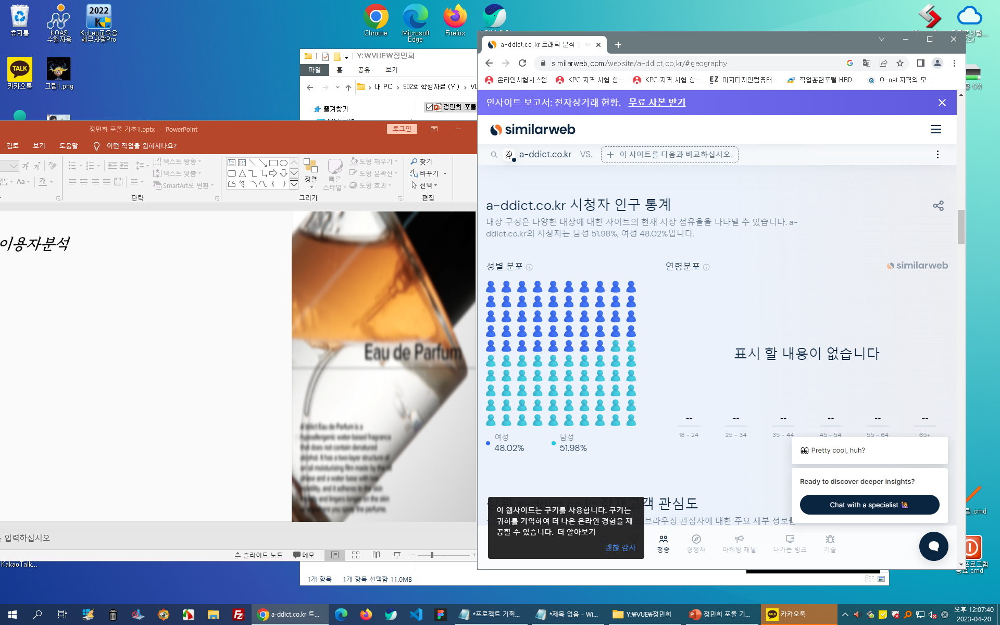 휴지통
KOAS
수험자용
2022
KcLep교육용
세무사랑Pro
TALK
카카오톡
그림1.png
Chrome
Microsoft
Edge
Firefox
Y:₩VUE₩정민희
파일 홈 공유 보기
내 PC > 502호 학생자료 (Y:) >
즐겨찾기
정민희 포폴
정민희 포폴 기초1.pptx - PowerPoint
로그인
검토 보기 도움말 어떤 작업을 원하시나요?
텍스트 방향
텍스트 맞춤
SmartArt로 변환
단락
정렬
빠른
스타일
도형 채우기
도형 윤곽선
도형 효과
그리기
찾기
바꾸기
선택
편집
이용자분석
Eau de Parfum
A'ddict Eau de Parfum is a
hypoallergenic water-based fragrance
that does not contain denatured
alcohol. It has a two-layer structure of
입력하십시오
슬라이드 노트 메모
KakaoTalk...
1개 항목 1개 항목 선택함 11.0MB
a-ddict.co.kr 트래픽 분석
similarweb.com/website/a-ddict.co.kr/#geography
온라인시험시스템
KPC 자격 시험 상…
KPC 자격 시험 상…
EZ 이지디자인컴퓨터…
직업훈련포털 HRD…
Q-net 자격의 모…
인사이트 보고서: 전자상거래 현황. 무료 사본 받기
similarweb
a-ddict.co.kr VS. + 이 사이트를 다음과 비교하십시오.
a-ddict.co.kr 시청자 인구 통계
대상 구성은 다양한 대상에 대한 사이트의 현재 시장 점유율을 나타낼 수 있습니다. a-
ddict.co.kr의 시청자는 남성 51.98%, 여성 48.02%입니다.
성별 분포
연령분포
similarweb
표시 할 내용이 없습니다
-- -- -- -- -- --
18 - 24 25 - 34 35 - 44 45 - 54 55 - 64 65+
여성
48.02%
남성
51.98%
Pretty cool, huh?
Ready to discover deeper insights?
Chat with a specialist
관심도
브라우징 관심사에 대한 주요 세부 정보를
이 웹사이트는 쿠키를 사용합니다. 쿠키는
귀하를 기억하여 더 나은 온라인 경험을 제
공할 수 있습니다. 더 알아보기
괜찮 감사
청중 경쟁자 마케팅 채널 나가는 링크 기술
a-ddict.co.kr 트...
*프로젝트 기획...
*제목 없음 - Wi...
Y:₩VUE₩정민희
정민희 포폴 기...
카카오톡
오후 12:07:40
2023-04-20